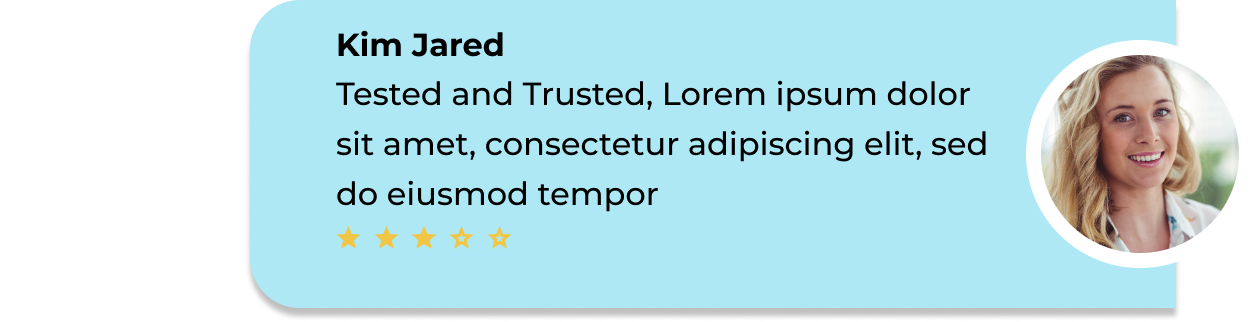 Kim Jared
Tested and Trusted, Lorem ipsum dolor
sit amet, consectetur adipiscing elit, sed
do eiusmod tempor